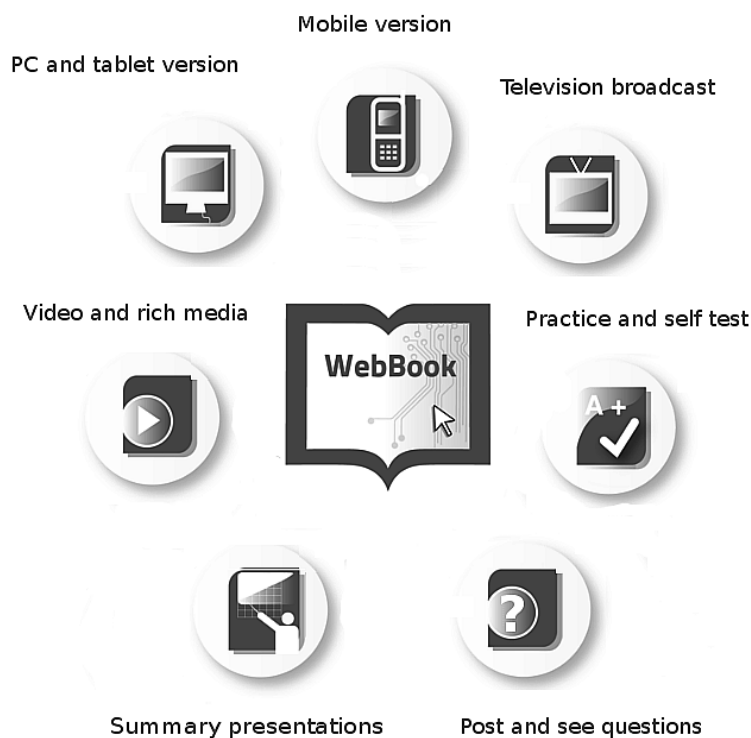 Mobile version
PC and tablet version
Television broadcast
Video and rich media
WebBook
Practice and self test
A +
?
Summary presentations
Post and see questions